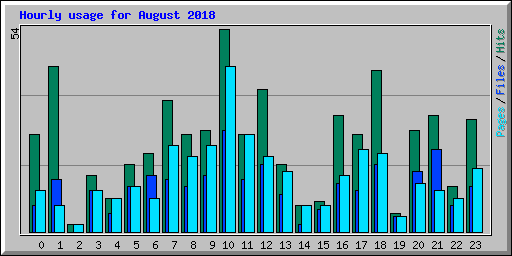 Hourly usage for August 2018
54
Pages/Files/Hits
0 1 2 3 4 5 6 7 8 9 10 11 12 13 14 15 16 17 18 19 20 21 22 23